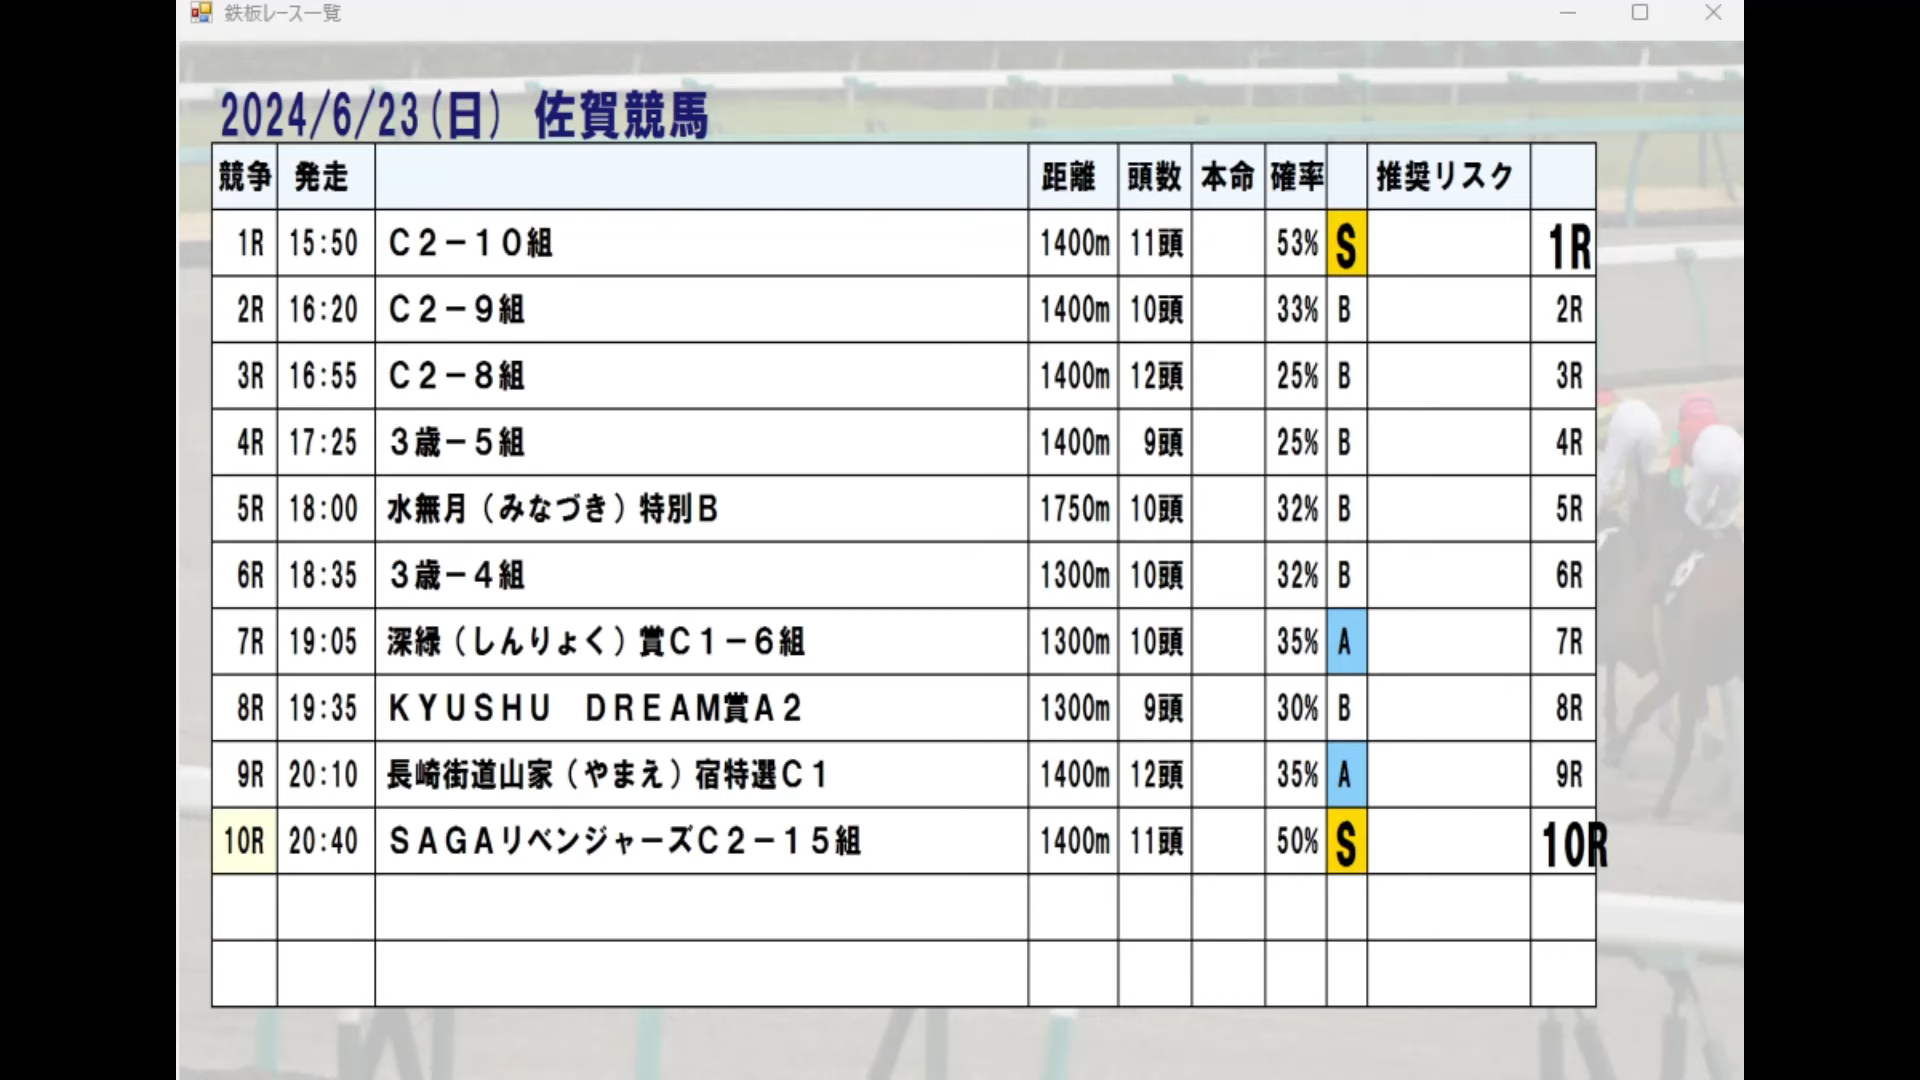 鉄板レース一覧
2024/6/23(日) 佐賀競馬
競争 発走 距離 頭数 本命 確率 推奨リスク
1R 15:50 C2－10組 1400m 11頭 53% S 1R
2R 16:20 C2－9組 1400m 10頭 33% B 2R
3R 16:55 C2－8組 1400m 12頭 25% B 3R
4R 17:25 3歳－5組 1400m 9頭 25% B 4R
5R 18:00 水無月（みなづき）特別B 1750m 10頭 32% B 5R
6R 18:35 3歳－4組 1300m 10頭 32% B 6R
7R 19:05 深緑（しんりょく）賞C1－6組 1300m 10頭 35% A 7R
8R 19:35 KYUSHU　DREAM賞A2 1300m 9頭 30% B 8R
9R 20:10 長崎街道山家（やまえ）宿特選C1 1400m 12頭 35% A 9R
10R 20:40 SAGAリベンジャーズC2－15組 1400m 11頭 50% S 10R